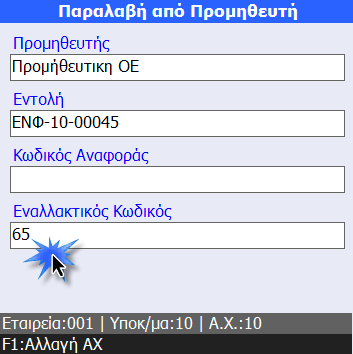 Παραλαβή από Προμηθευτή
Προμηθευτής
Προμήθευτικη ΟΕ
Εντολή
ΕΝΦ-10-00045
Κωδικός Αναφοράς
Εναλλακτικός Κωδικός
65
Εταιρεία:001 | Υποκ/μα:10 | Α.Χ.:10
F1:Αλλαγή ΑΧ